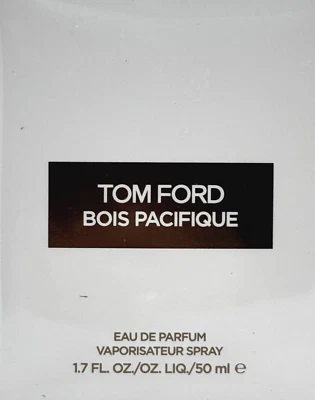 TOM FORD
BOIS PACIFIQUE
EAU DE PARFUM
VAPORISATEUR SPRAY
1.7 FL. OZ./OZ. LIQ./50 ml ℮